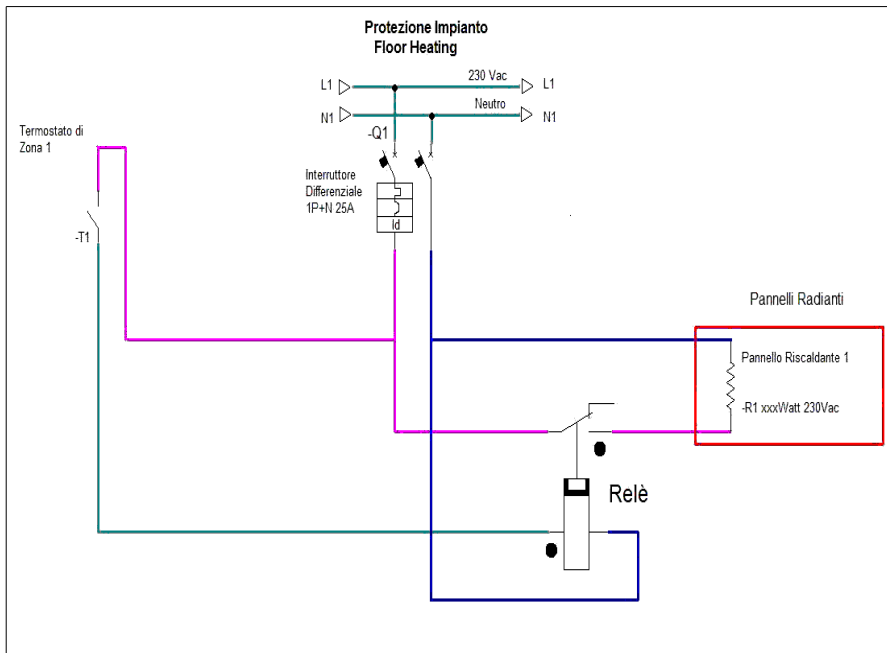 Protezione Impianto
Floor Heating
230 Vac
L1
L1
Neutro
N1
N1
Termostato di
Zona 1
-Q1
Interruttore
Differenziale
1P+N 25A
Id
-T1
Pannelli Radianti
Pannello Riscaldante 1
-R1 xxxWatt 230Vac
Relè